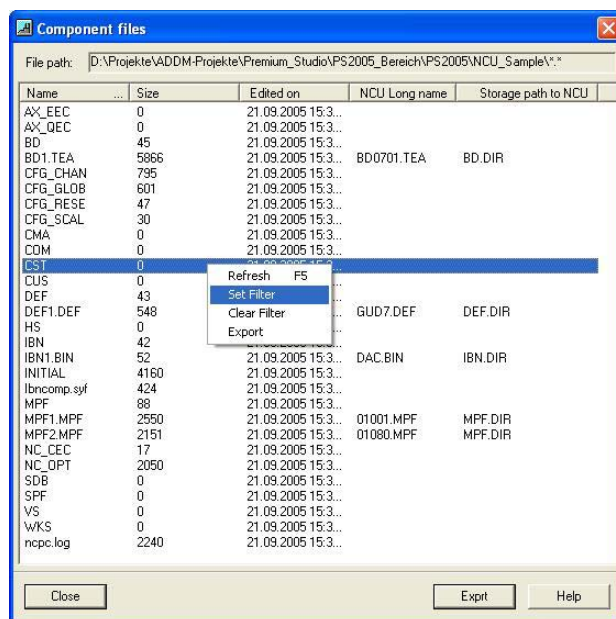 Component files
File path: D:\Projekte\ADDM-Projekte\Premium_Studio\PS2005_Bereich\PS2005\NCU_Sample\*.*
Name ... Size Edited on NCU Long name Storage path to NCU
AX_EEC 0 21.09.2005 15:3...
AX_QEC 0 21.09.2005 15:3...
BD 45 21.09.2005 15:3...
BD1.TEA 5866 21.09.2005 15:3... BD0701.TEA BD.DIR
CFG_CHAN 795 21.09.2005 15:3...
CFG_GLOB 601 21.09.2005 15:3...
CFG_RESE 47 21.09.2005 15:3...
CFG_SCAL 30 21.09.2005 15:3...
CMA 0 21.09.2005 15:3...
COM 0 21.09.2005 15:3...
CST 0 21.09.2005 15:3...
CUS 0
DEF 43
DEF1.DEF 548 GUD7.DEF DEF.DIR
HS 0
IBN 42
IBN1.BIN 52 21.09.2005 15:3... DAC.BIN IBN.DIR
INITIAL 4160 21.09.2005 15:3...
Ibncomp.syf 424 21.09.2005 15:3...
MPF 88 21.09.2005 15:3...
MPF1.MPF 2550 21.09.2005 15:3... 01001.MPF MPF.DIR
MPF2.MPF 2151 21.09.2005 15:3... 01080.MPF MPF.DIR
NC_CEC 17 21.09.2005 15:3...
NC_OPT 2050 21.09.2005 15:3...
SDB 0 21.09.2005 15:3...
SPF 0 21.09.2005 15:3...
VS 0 21.09.2005 15:3...
WKS 0 21.09.2005 15:3...
ncpc.log 2240 21.09.2005 15:3...
Refresh F5
Set Filter
Clear Filter
Export
Close Exprt Help